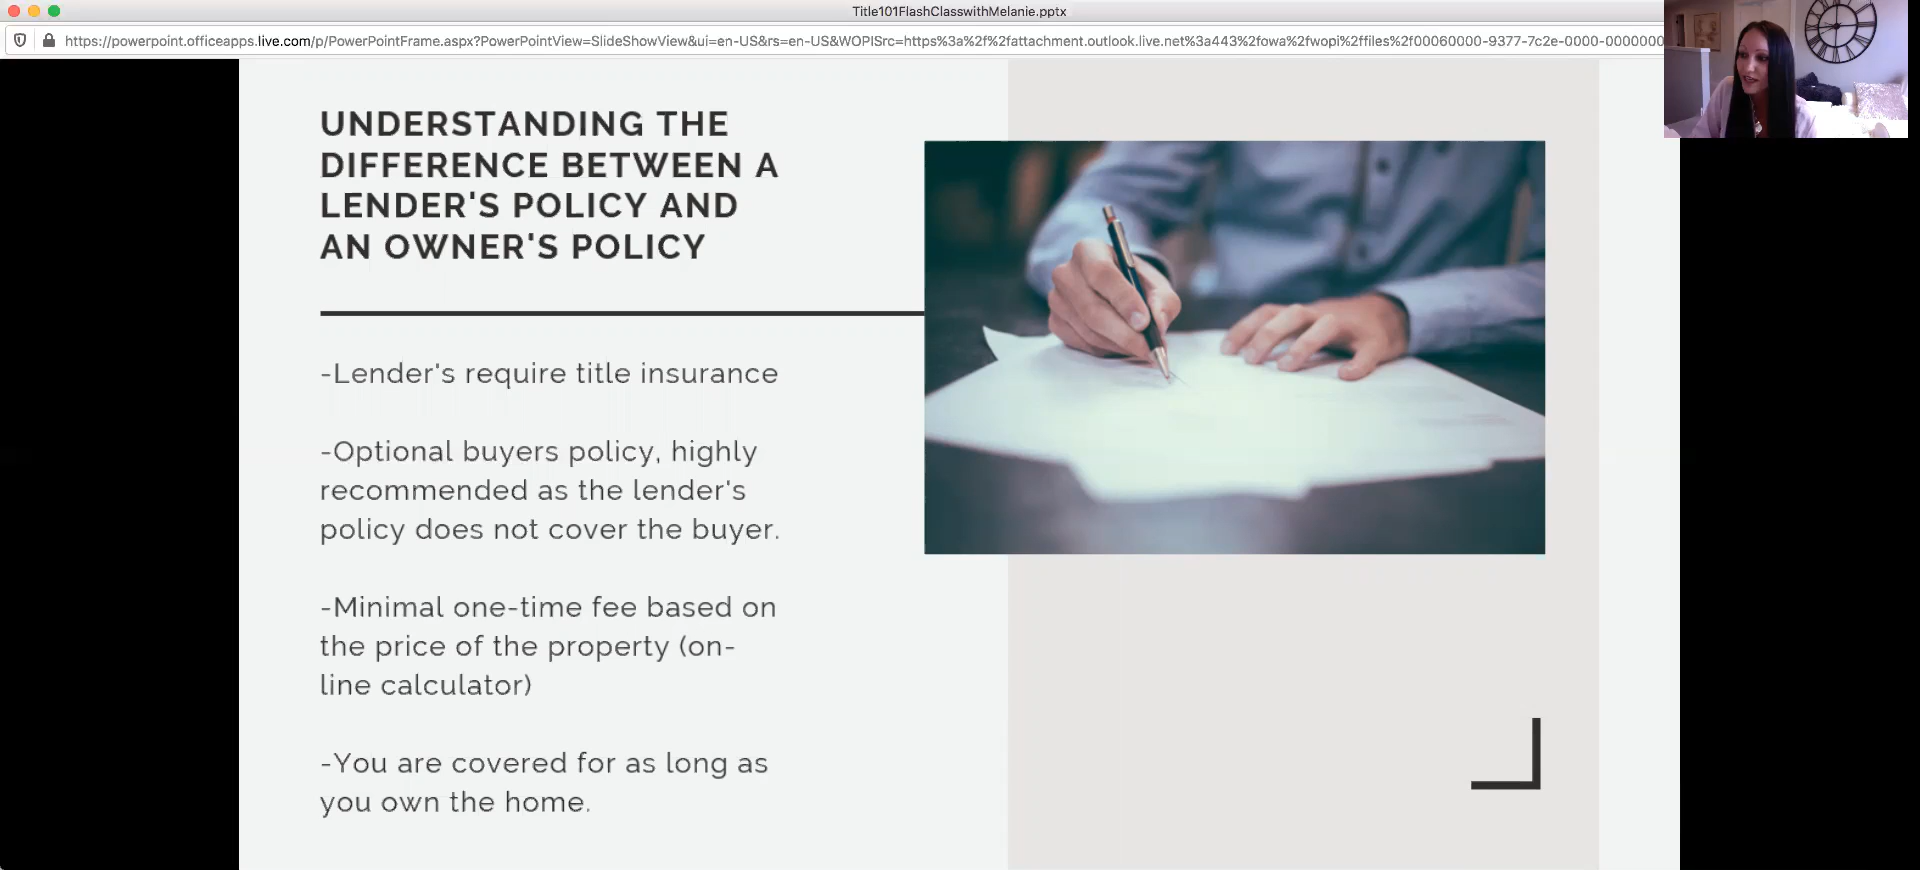 Title101FlashClasswithMelanie.pptx
https://powerpoint.officeapps.live.com/p/PowerPointFrame.aspx?PowerPointView=SlideShowView&ui=en-US&rs=en-US&WOPISrc=https%3a%2f%2fattachment.outlook.live.net%3a443%2fowa%2fwopi%2ffiles%2f00060000-9377-7c2e-0000-0000000
UNDERSTANDING THE
DIFFERENCE BETWEEN A
LENDER'S POLICY AND
AN OWNER'S POLICY
-Lender's require title insurance
-Optional buyers policy, highly
recommended as the lender's
policy does not cover the buyer.
-Minimal one-time fee based on
the price of the property (on-
line calculator)
-You are covered for as long as
you own the home.